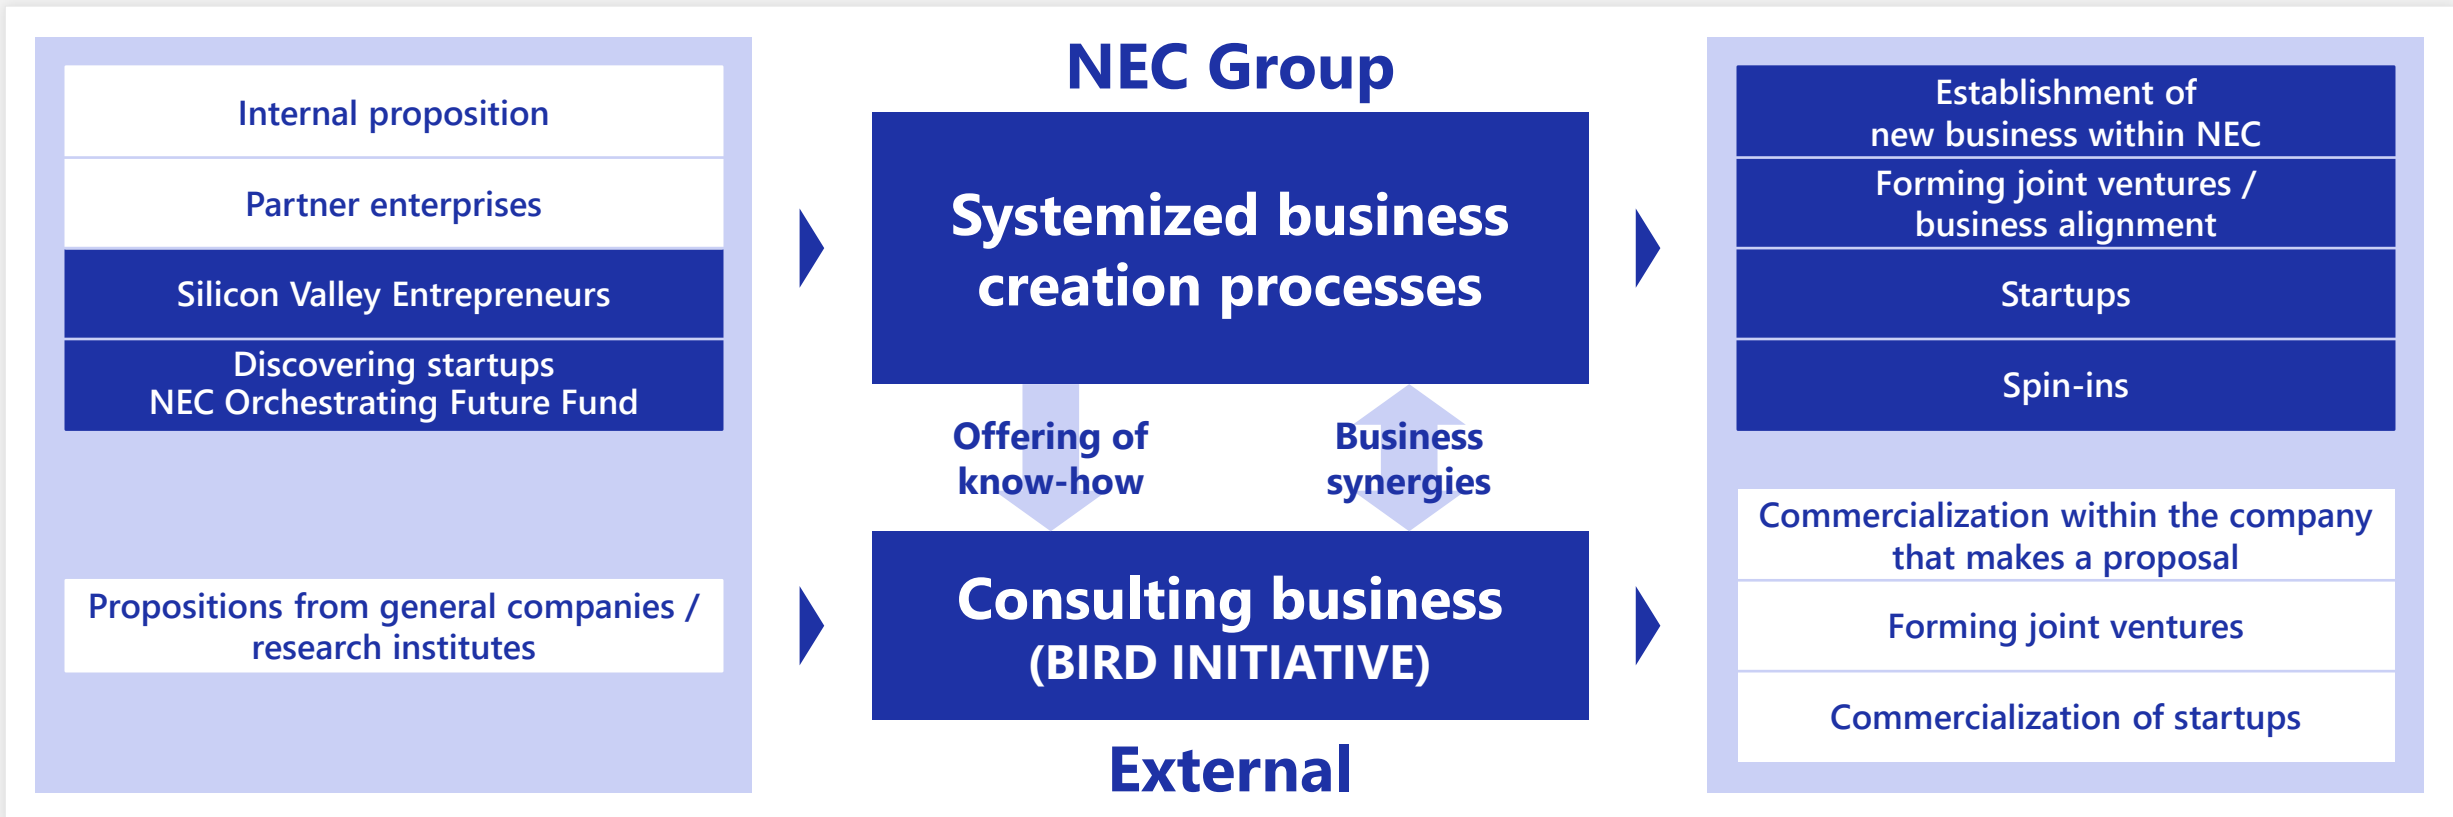 Internal proposition
Partner enterprises
Silicon Valley Entrepreneurs
Discovering startups
NEC Orchestrating Future Fund
Propositions from general companies /
research institutes
NEC Group
Systemized business
creation processes
Offering of
know-how
Business
synergies
Consulting business
(BIRD INITIATIVE)
External
Establishment of
new business within NEC
Forming joint ventures /
business alignment
Startups
Spin-ins
Commercialization within the company
that makes a proposal
Forming joint ventures
Commercialization of startups